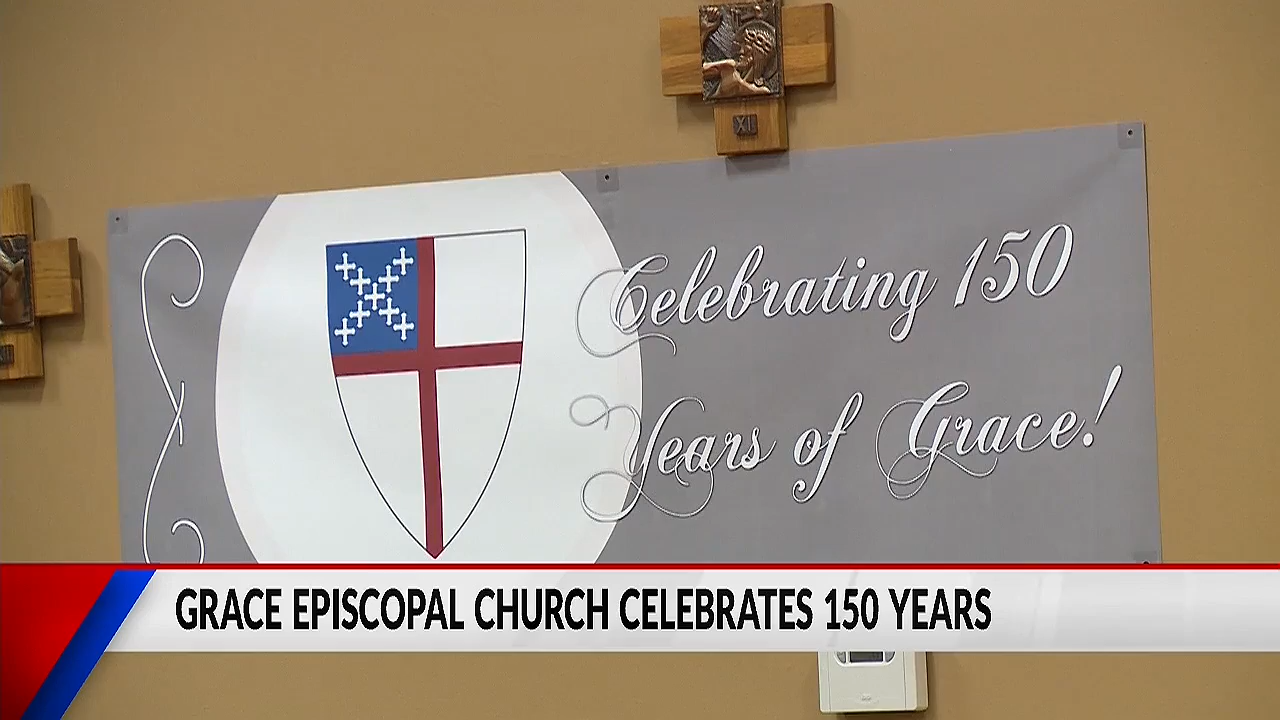 XI
Celebrating 150
Years of Grace!
GRACE EPISCOPAL CHURCH CELEBRATES 150 YEARS